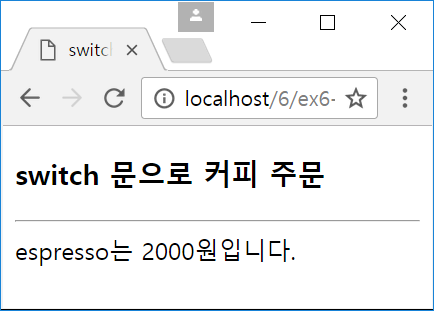 switch
localhost/6/ex6-
switch 문으로 커피 주문
espresso는 2000원입니다.